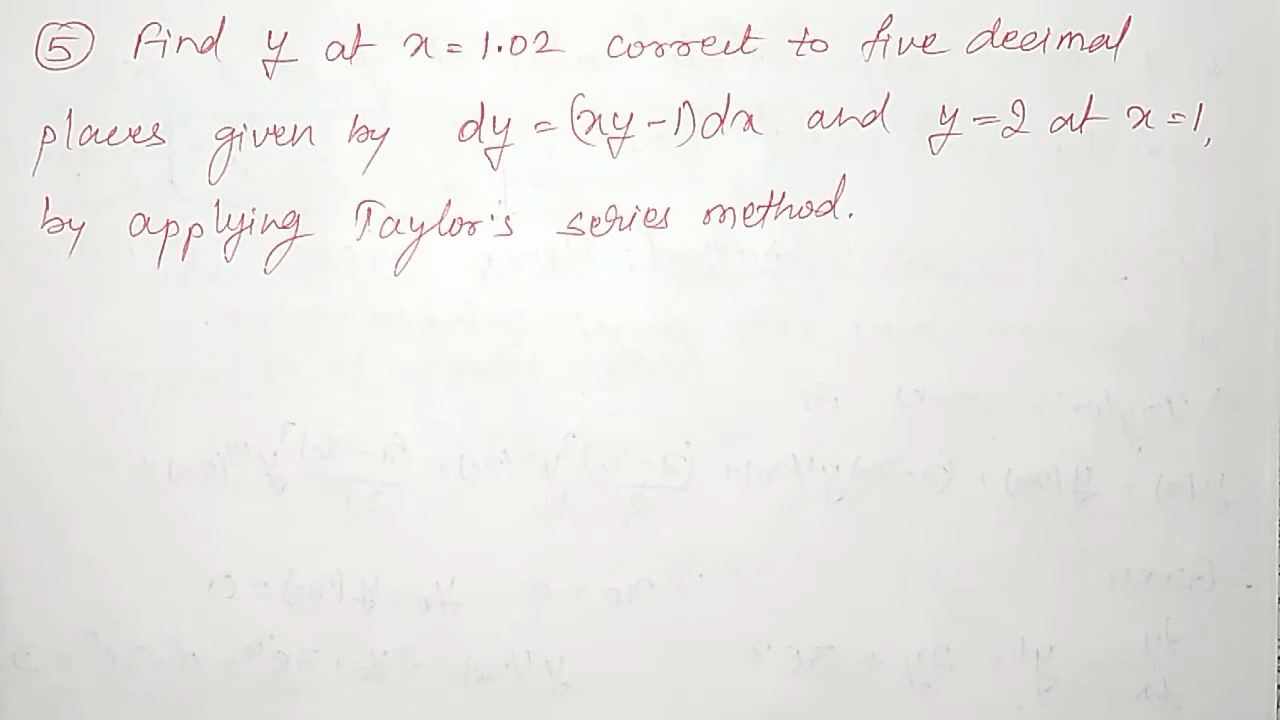 ⑤ Find y at x = 1.02 correct to five decimal
places given by dy = (xy - 1)dx and y = 2 at x = 1,
by applying Taylor's series method.